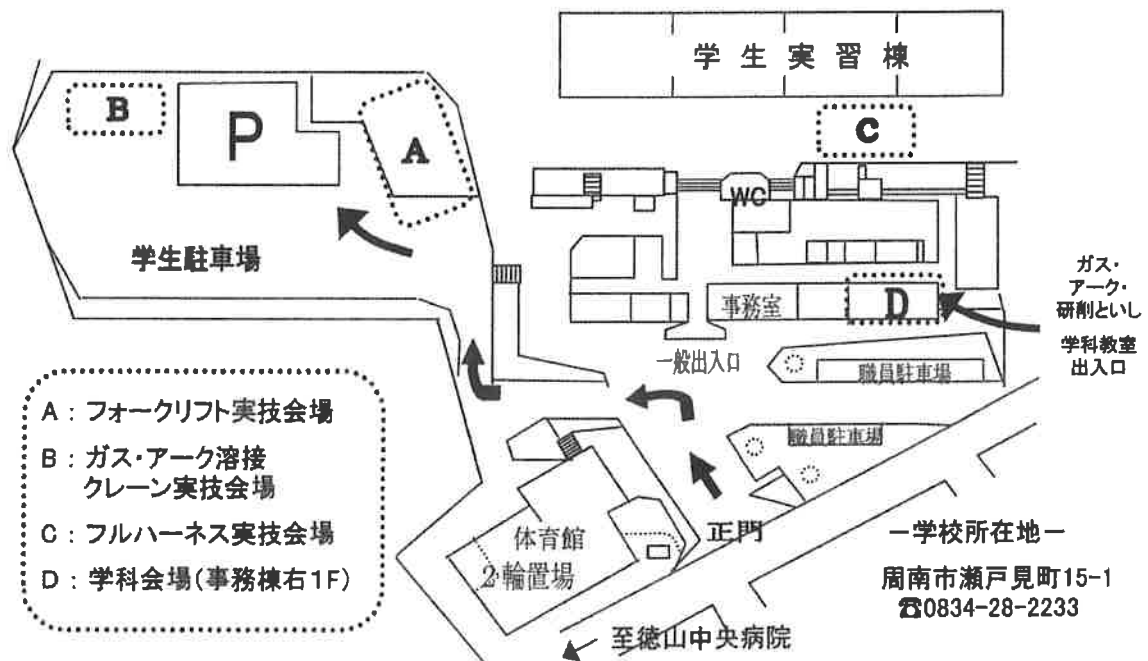 学生実習棟
B
P
A
C
WC
学生駐車場
事務室
D
ガス・
アーク・
研削といし
学科教室
出入口
一般出入口
職員駐車場
職員駐車場
A：フォークリフト実技会場
B：ガス・アーク溶接
クレーン実技会場
C：フルハーネス実技会場
D：学科会場(事務棟右1F)
体育館
2輪置場
正門
ー学校所在地ー
周南市瀬戸見町15-1
☎0834-28-2233
至徳山中央病院